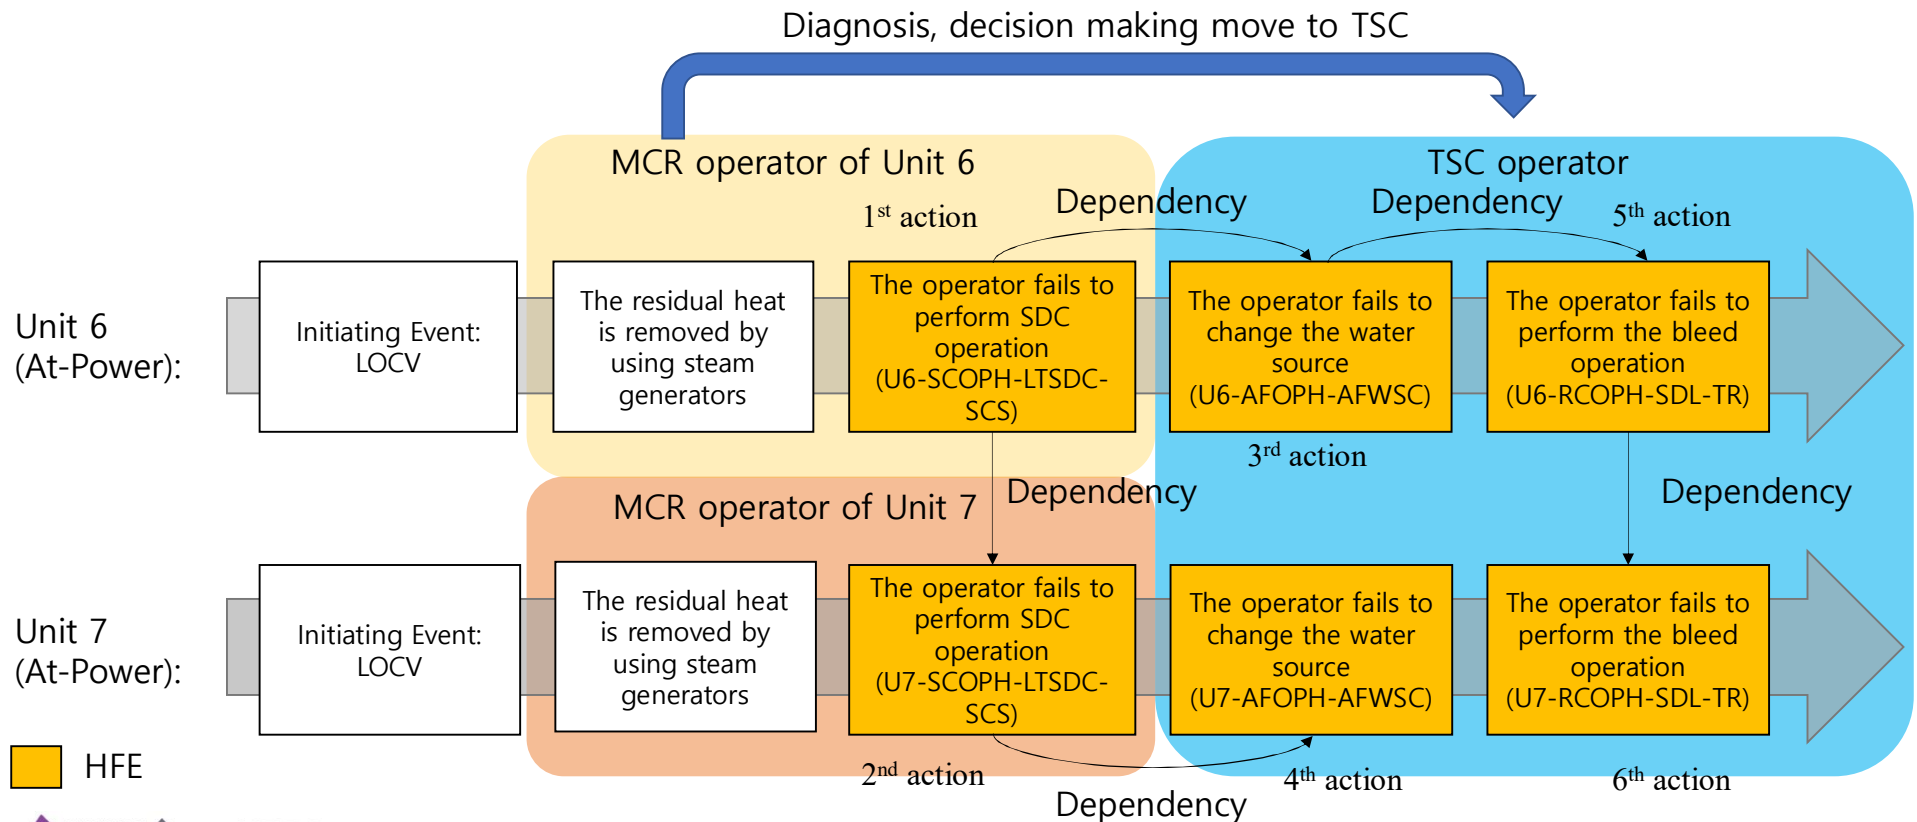 Diagnosis, decision making move to TSC
MCR operator of Unit 6
TSC operator
1st action
Dependency
Dependency
5th action
Unit 6
(At-Power):
Initiating Event:
LOCV
The residual heat
is removed by
using steam
generators
The operator fails to
perform SDC
operation
(U6-SCOPH-LTSDC-
SCS)
The operator fails to
change the water
source
(U6-AFOPH-AFWSC)
The operator fails to
perform the bleed
operation
(U6-RCOPH-SDL-TR)
3rd action
MCR operator of Unit 7
Dependency
Dependency
Unit 7
(At-Power):
Initiating Event:
LOCV
The residual heat
is removed by
using steam
generators
The operator fails to
perform SDC
operation
(U7-SCOPH-LTSDC-
SCS)
The operator fails to
change the water
source
(U7-AFOPH-AFWSC)
The operator fails to
perform the bleed
operation
(U7-RCOPH-SDL-TR)
HFE
2nd action
4th action
6th action
Dependency